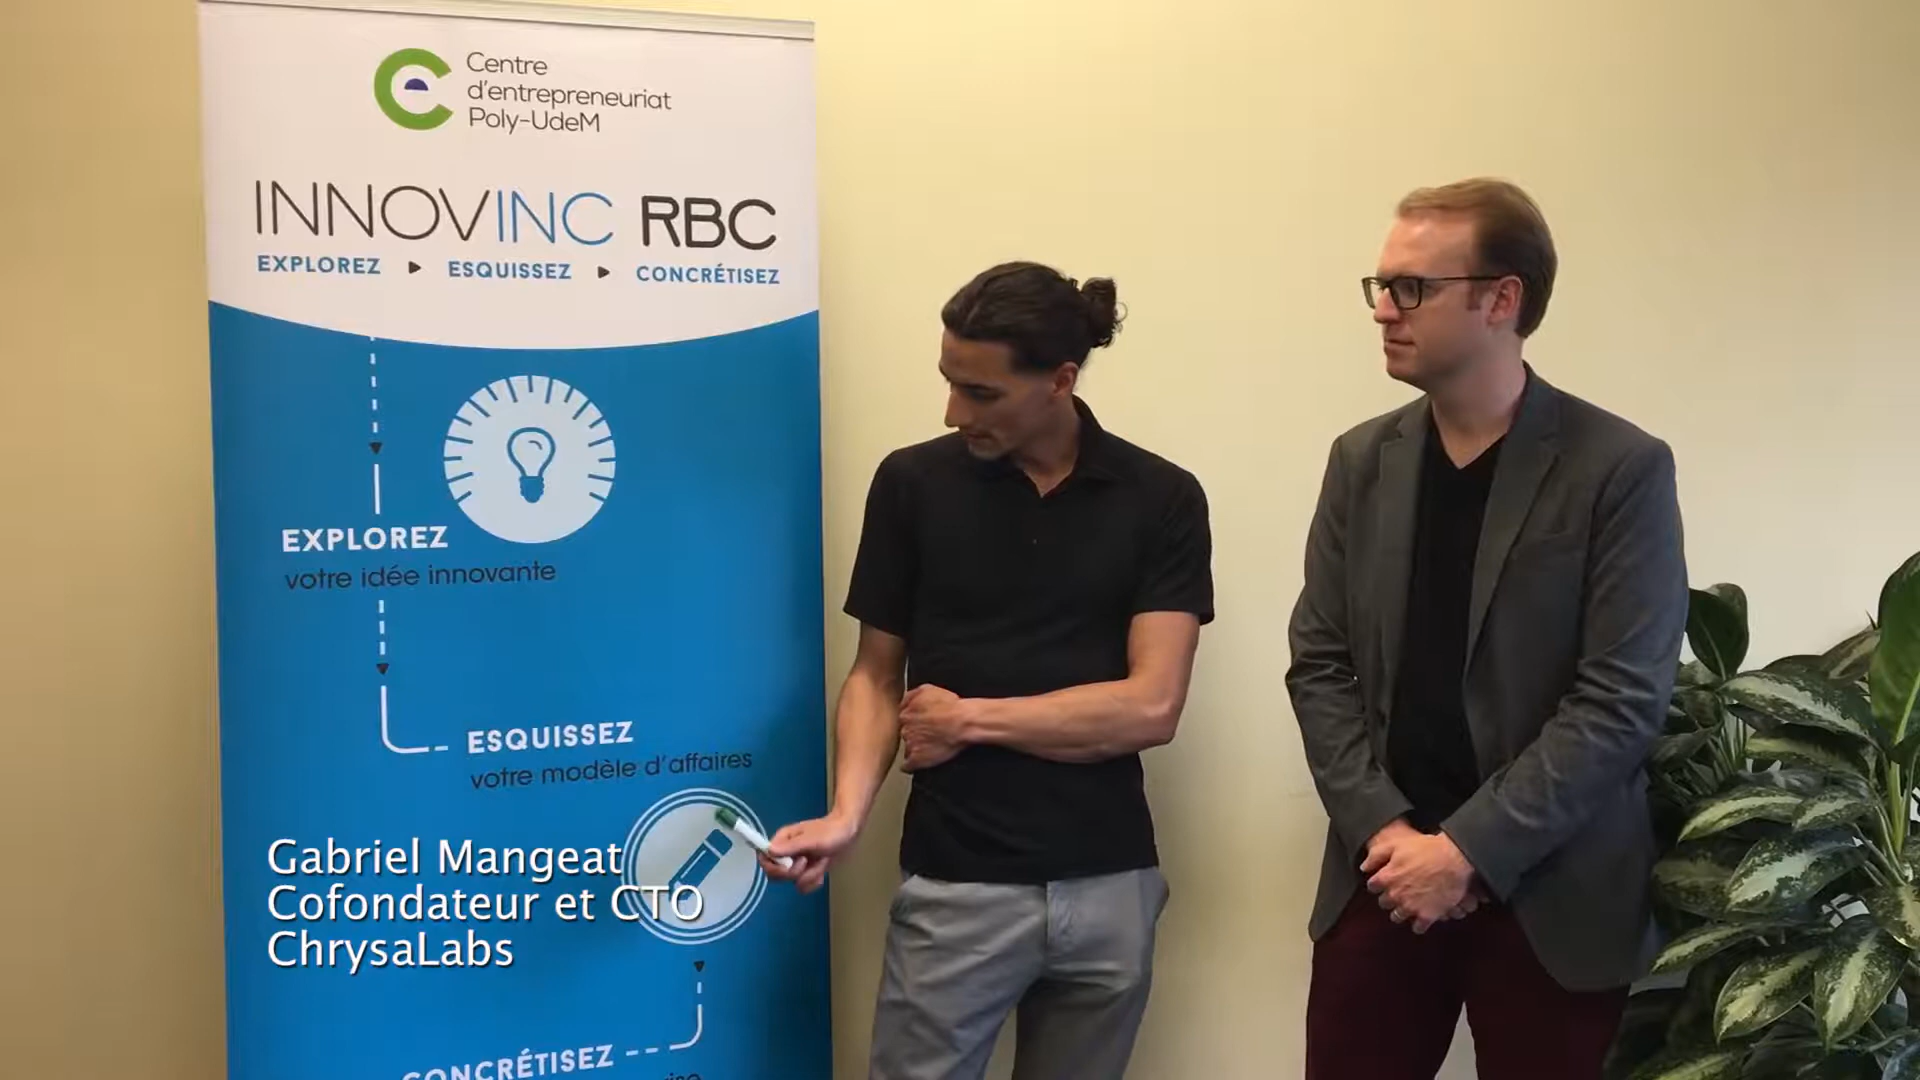 Centre
d'entrepreneuriat
Poly-UdeM
INNOVINC RBC
EXPLOREZ ▸ ESQUISSEZ ▸ CONCRÉTISEZ
EXPLOREZ
votre idée innovante
ESQUISSEZ
votre modèle d'affaires
Gabriel Mangeat
Cofondateur et CTO
ChrysaLabs
CONCRÉTISEZ